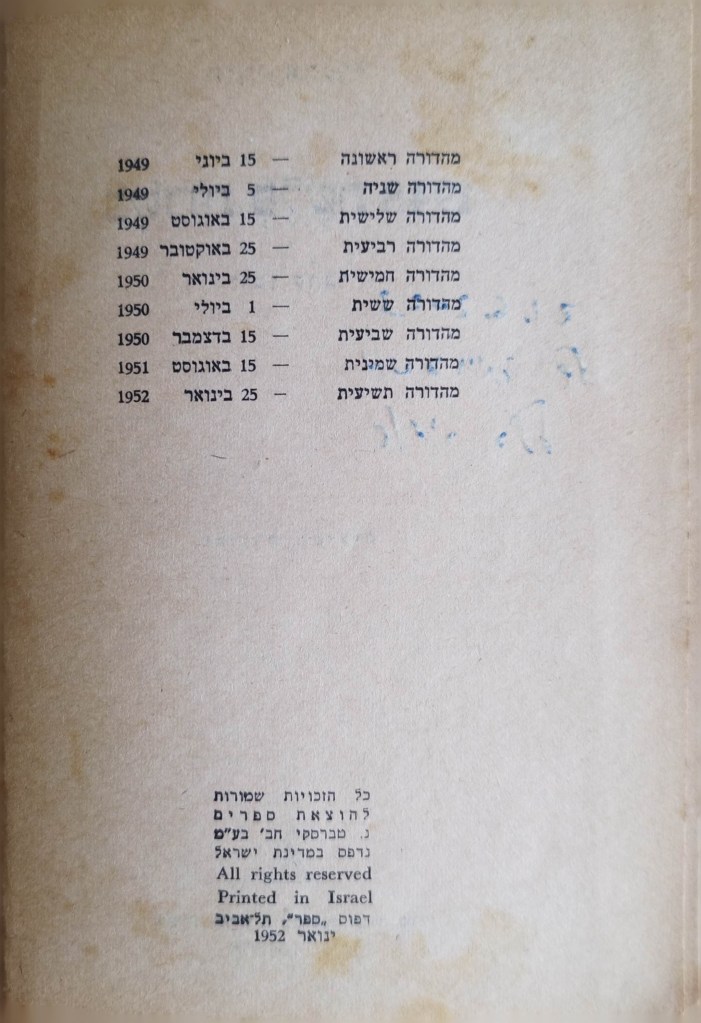 מהדורה ראשונה — 15 ביוני 1949
מהדורה שניה — 5 ביולי 1949
מהדורה שלישית — 15 באוגוסט 1949
מהדורה רביעית — 25 באוקטובר 1949
מהדורה חמישית — 25 בינואר 1950
מהדורה ששית — 1 ביולי 1950
מהדורה שביעית — 15 בדצמבר 1950
מהדורה שמינית — 15 באוגוסט 1951
מהדורה תשיעית — 25 בינואר 1952
כל הזכויות שמורות
להוצאת ספרים
נ. טברסקי חב' בע"מ
נדפס במדינת ישראל
All rights reserved
Printed in Israel
דפוס „ספר", תל־אביב
ינואר 1952